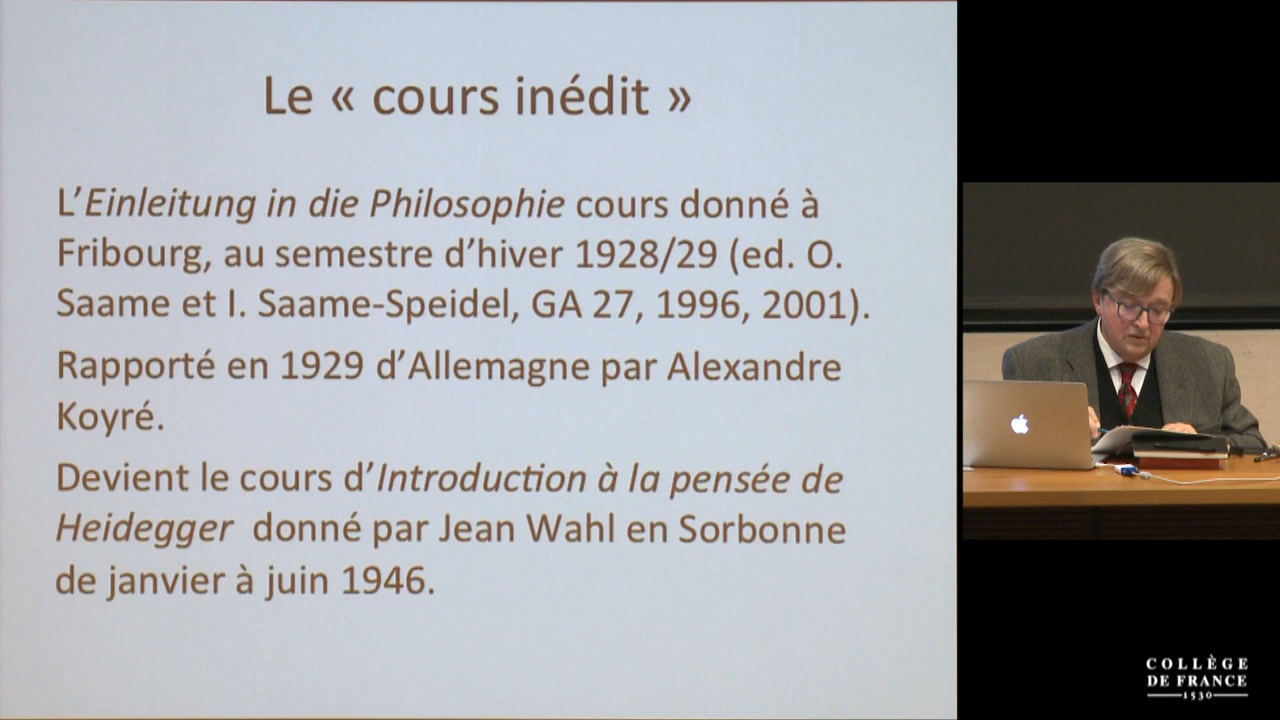 Le « cours inédit »
L’Einleitung in die Philosophie cours donné à
Fribourg, au semestre d’hiver 1928/29 (ed. O.
Saame et I. Saame-Speidel, GA 27, 1996, 2001).
Rapporté en 1929 d’Allemagne par Alexandre
Koyré.
Devient le cours d’Introduction à la pensée de
Heidegger donné par Jean Wahl en Sorbonne
de janvier à juin 1946.
COLLÈGE
DE FRANCE
1530